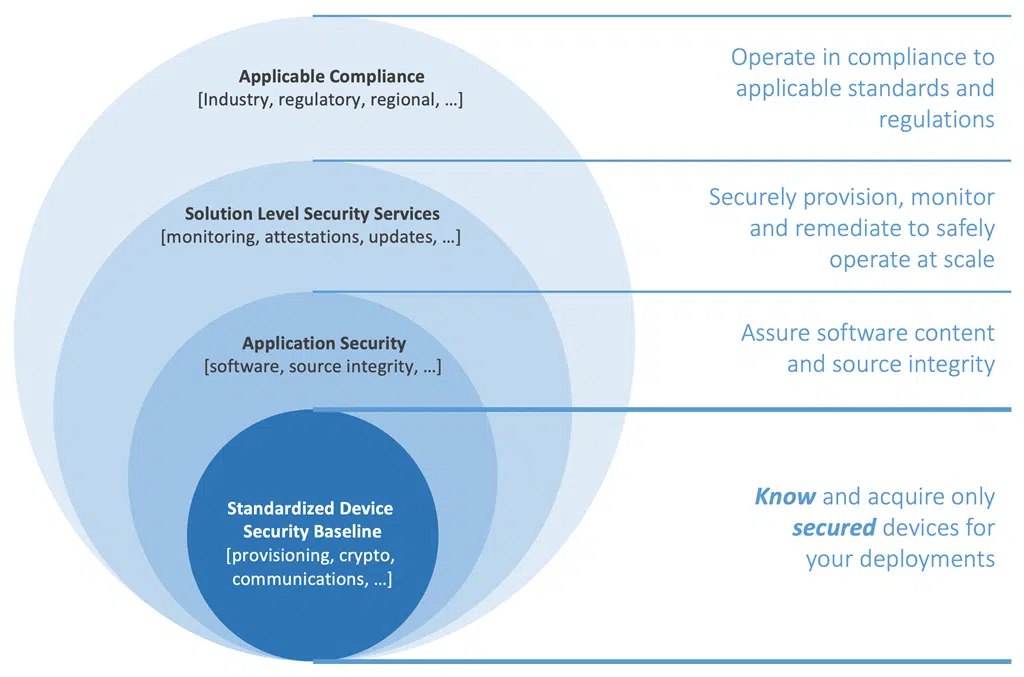 Applicable Compliance
[Industry, regulatory, regional, …]
Operate in compliance to
applicable standards and
regulations
Solution Level Security Services
[monitoring, attestations, updates, …]
Securely provision, monitor
and remediate to safely
operate at scale
Application Security
[software, source integrity, …]
Assure software content
and source integrity
Standardized Device
Security Baseline
[provisioning, crypto,
communications, …]
Know and acquire only
secured devices for
your deployments